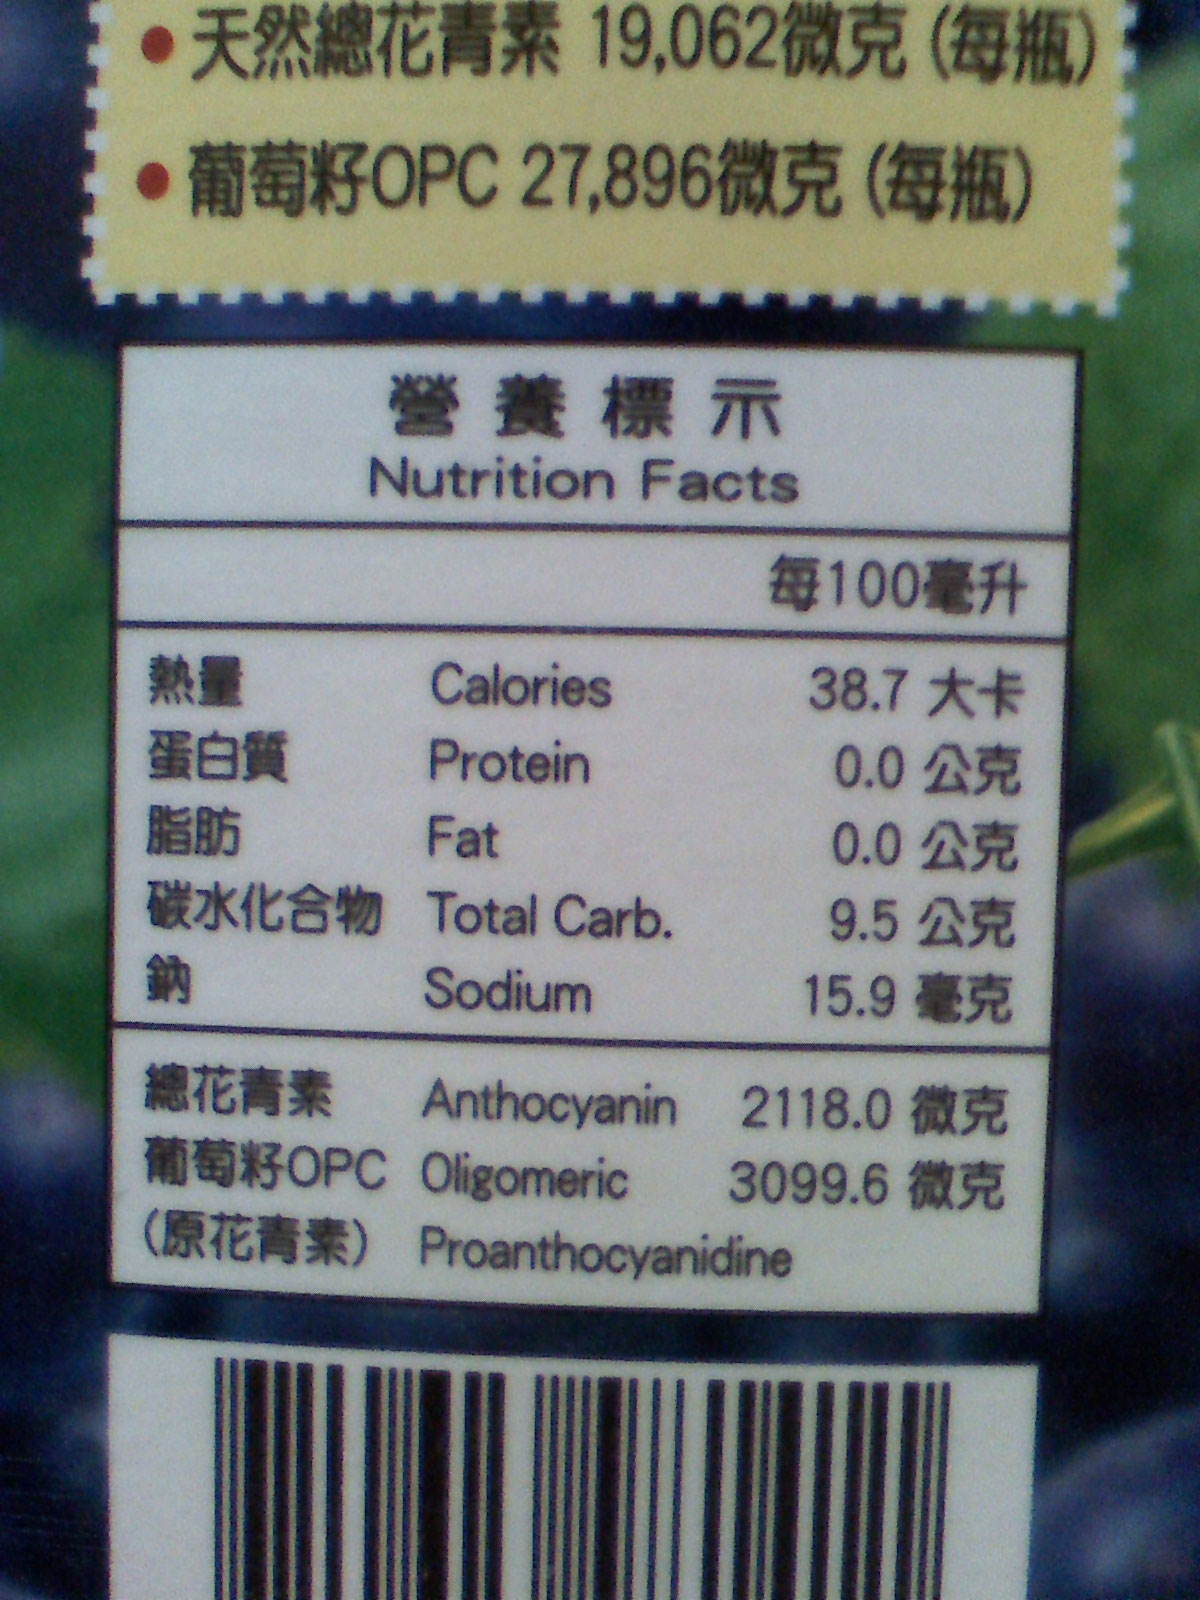 ● 天然總花青素 19,062微克 (每瓶)
● 葡萄籽OPC 27,896微克 (每瓶)
營養標示
Nutrition Facts
每100毫升
熱量 Calories 38.7 大卡
蛋白質 Protein 0.0 公克
脂肪 Fat 0.0 公克
碳水化合物 Total Carb. 9.5 公克
鈉 Sodium 15.9 毫克
總花青素 Anthocyanin 2118.0 微克
葡萄籽OPC Oligomeric 3099.6 微克
(原花青素) Proanthocyanidine